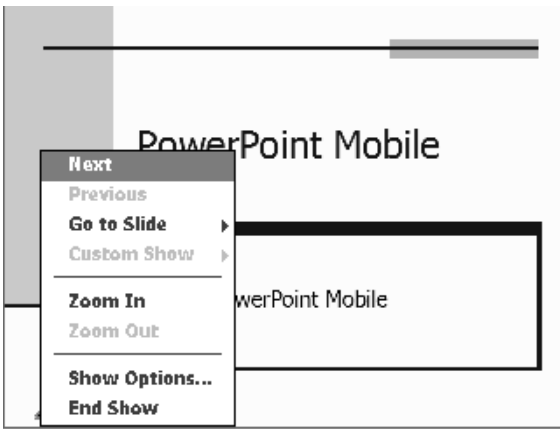 PowerPoint Mobile
Next
Previous
Go to Slide
Custom Show
werPoint Mobile
Zoom In
Zoom Out
Show Options...
End Show